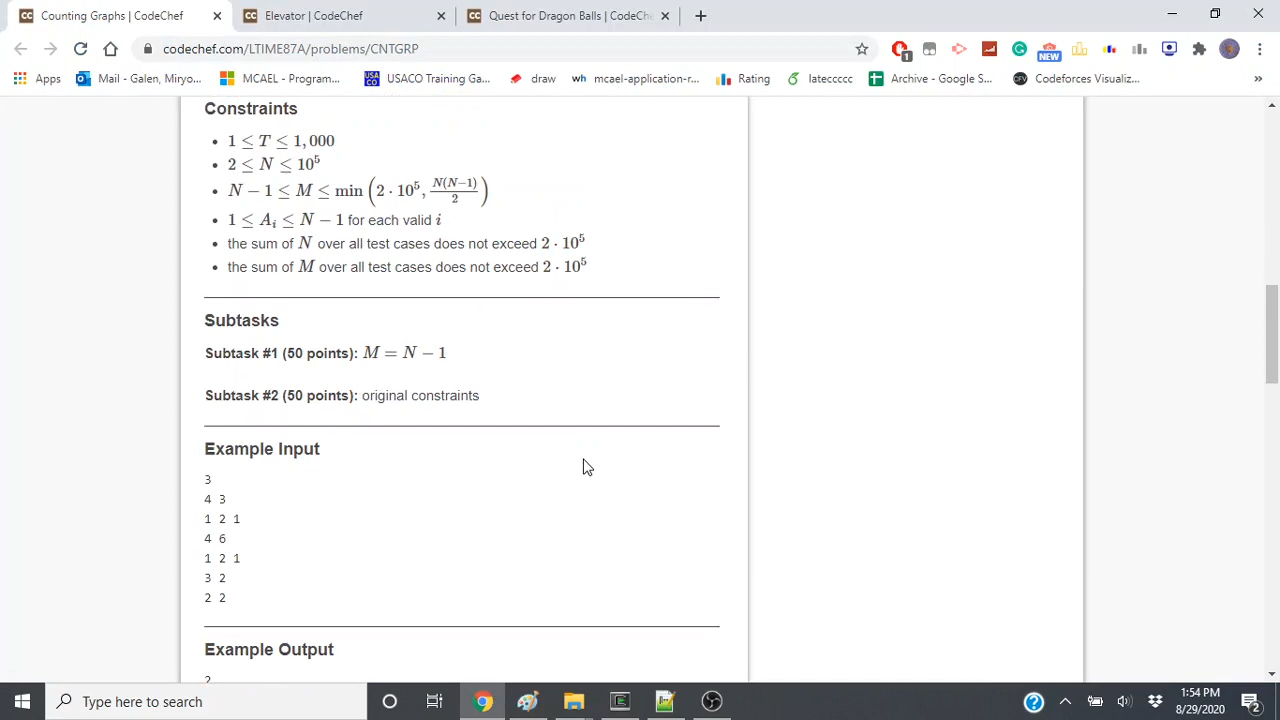 Counting Graphs | CodeChef
Elevator | CodeChef
Quest for Dragon Balls | CodeChe
codechef.com/LTIME87A/problems/CNTGRP
1
NEW
Apps
Mail - Galen, Miryo...
MCAEL - Program...
USACO Training Ga...
draw
wh mcael-application-r...
Rating
lateccccc
Archive - Google S...
Codeforces Visualiz...
»
Constraints
• 1 ≤ T ≤ 1,000
• 2 ≤ N ≤ 10^5
• N − 1 ≤ M ≤ min (2 · 10^5, N(N−1)/2)
• 1 ≤ A_i ≤ N − 1 for each valid i
• the sum of N over all test cases does not exceed 2 · 10^5
• the sum of M over all test cases does not exceed 2 · 10^5
Subtasks
Subtask #1 (50 points): M = N − 1
Subtask #2 (50 points): original constraints
Example Input
3
4 3
1 2 1
4 6
1 2 1
3 2
2 2
Example Output
2
Type here to search
1:54 PM
8/29/2020
2